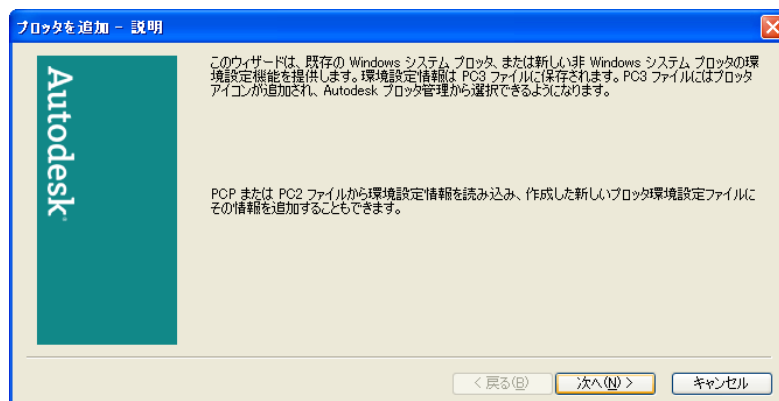 プロッタを追加 - 説明
Autodesk
このウィザードは、既存の Windows システム プロッタ、または新しい非 Windows システム プロッタの環
境設定機能を提供します。環境設定情報は PC3 ファイルに保存されます。PC3 ファイルにはプロッタ
アイコンが追加され、Autodesk プロッタ管理から選択できるようになります。
PCP または PC2 ファイルから環境設定情報を読み込み、作成した新しいプロッタ環境設定ファイルに
その情報を追加することもできます。
< 戻る(B)
次へ(N) >
キャンセル